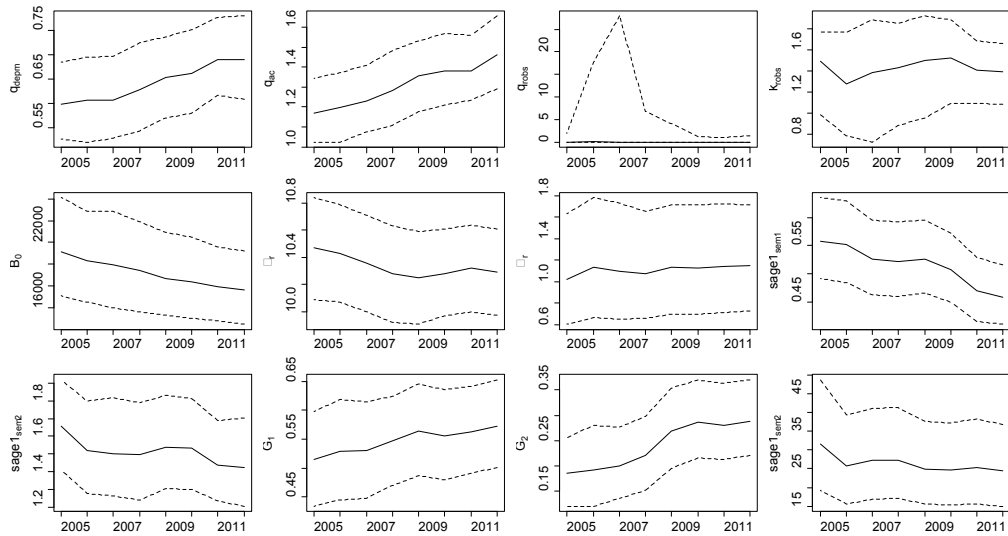 q_depm
0.55 0.65 0.75
2005 2007 2009 2011
q_ac
1.0 1.2 1.4 1.6
2005 2007 2009 2011
q_robs
0 5 10 20
2005 2007 2009 2011
k_robs
0.8 1.2 1.6
2005 2007 2009 2011
B_0
16000 22000
2005 2007 2009 2011
□_r
10.0 10.4 10.8
2005 2007 2009 2011
□_r
0.6 1.0 1.4 1.8
2005 2007 2009 2011
sage1_sem1
0.45 0.55
2005 2007 2009 2011
sage1_sem2
1.2 1.4 1.6 1.8
2005 2007 2009 2011
G_1
0.45 0.55 0.65
2005 2007 2009 2011
G_2
0.15 0.25 0.35
2005 2007 2009 2011
sage1_sem2
15 25 35 45
2005 2007 2009 2011